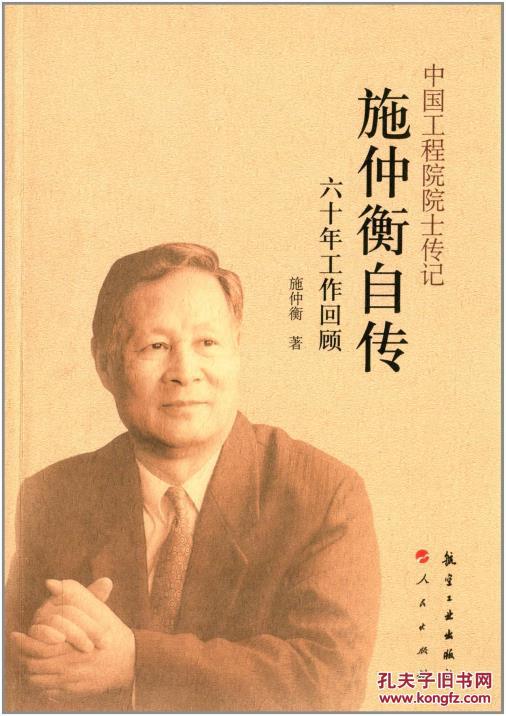 中国工程院院士传记
施仲衡自传
六十年工作回顾
施仲衡 著
航空工业出版
人民出版
孔夫子旧书网
www.kongfz.com